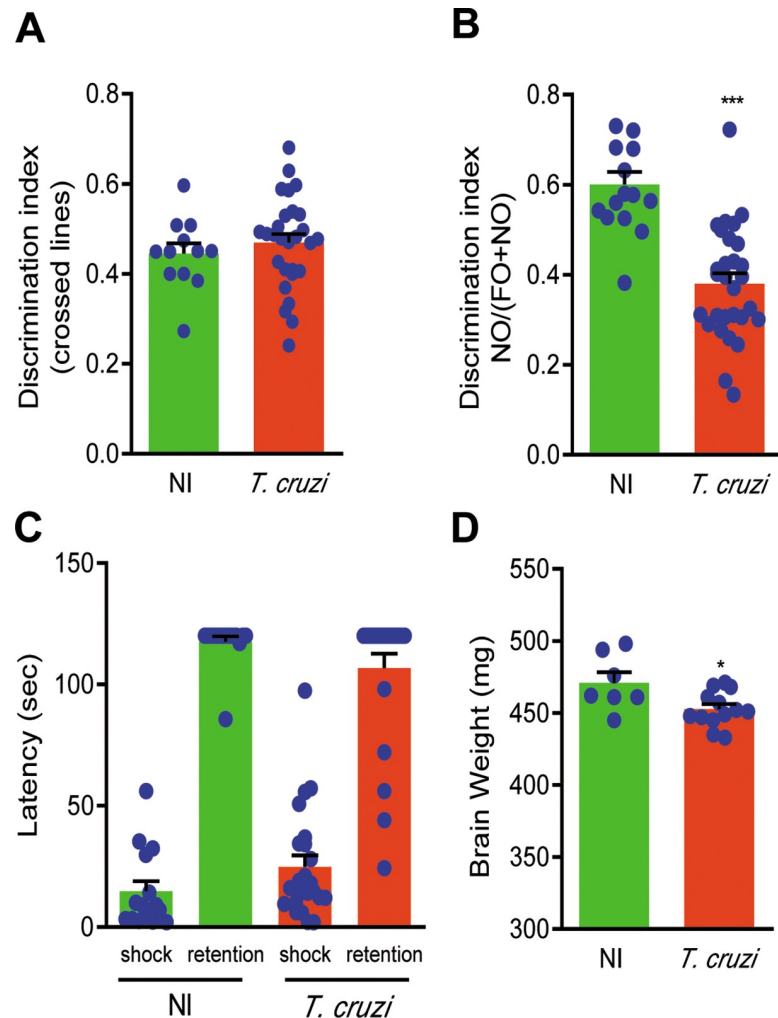 A
Discrimination index
(crossed lines)
0.8
0.6
0.4
0.2
0.0
NI
T. cruzi
B
Discrimination index
NO/(FO+NO)
0.8
0.6
0.4
0.2
0.0
***
NI
T. cruzi
C
Latency (sec)
150
100
50
0
shock
retention
shock
retention
NI
T. cruzi
D
Brain Weight (mg)
550
500
450
400
350
300
*
NI
T. cruzi